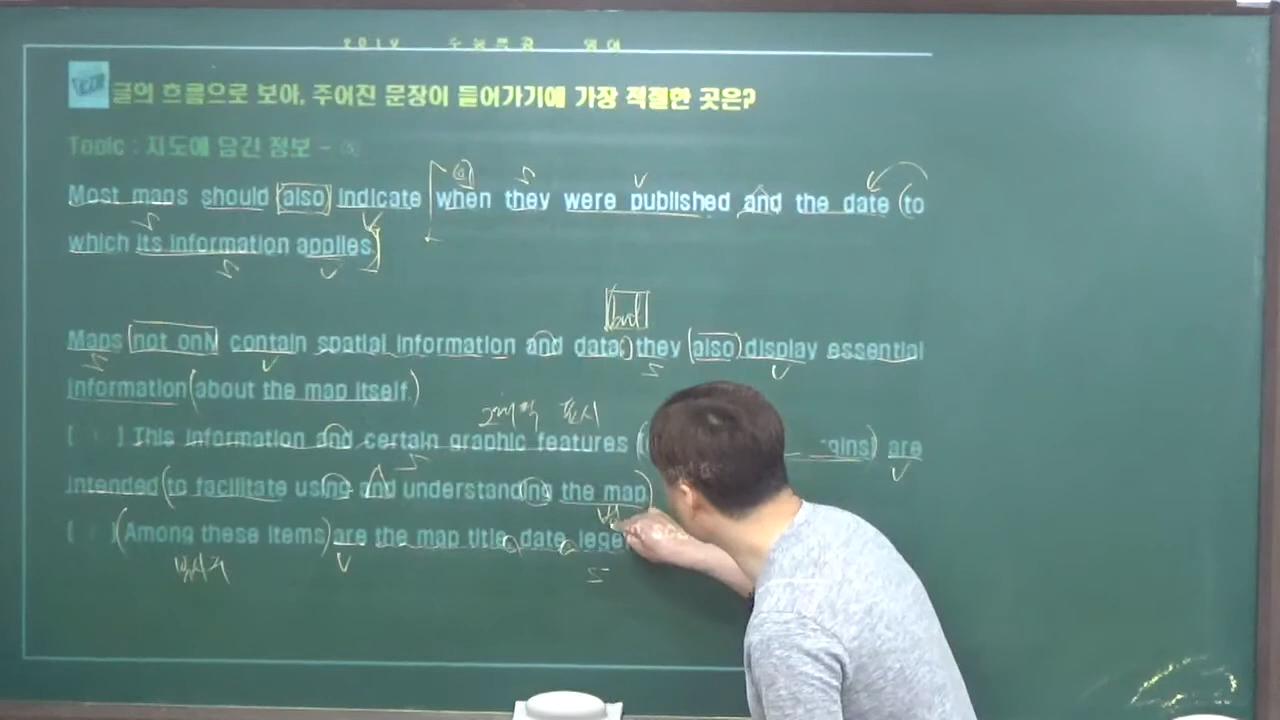 글의 흐름으로 보아, 주어진 문장이 들어가기에 가장 적절한 곳은?
Topic : 지도에 담긴 정보 -
Most maps should also indicate when they were published and the date (to
which its information applies.
Maps not only contain spatial information and data; they (also) display essential
information (about the map itself.)
[ ] This information and certain graphic features are
intended (to facilitate using and understanding the map)
[ ] (Among these items) are the map title, date,